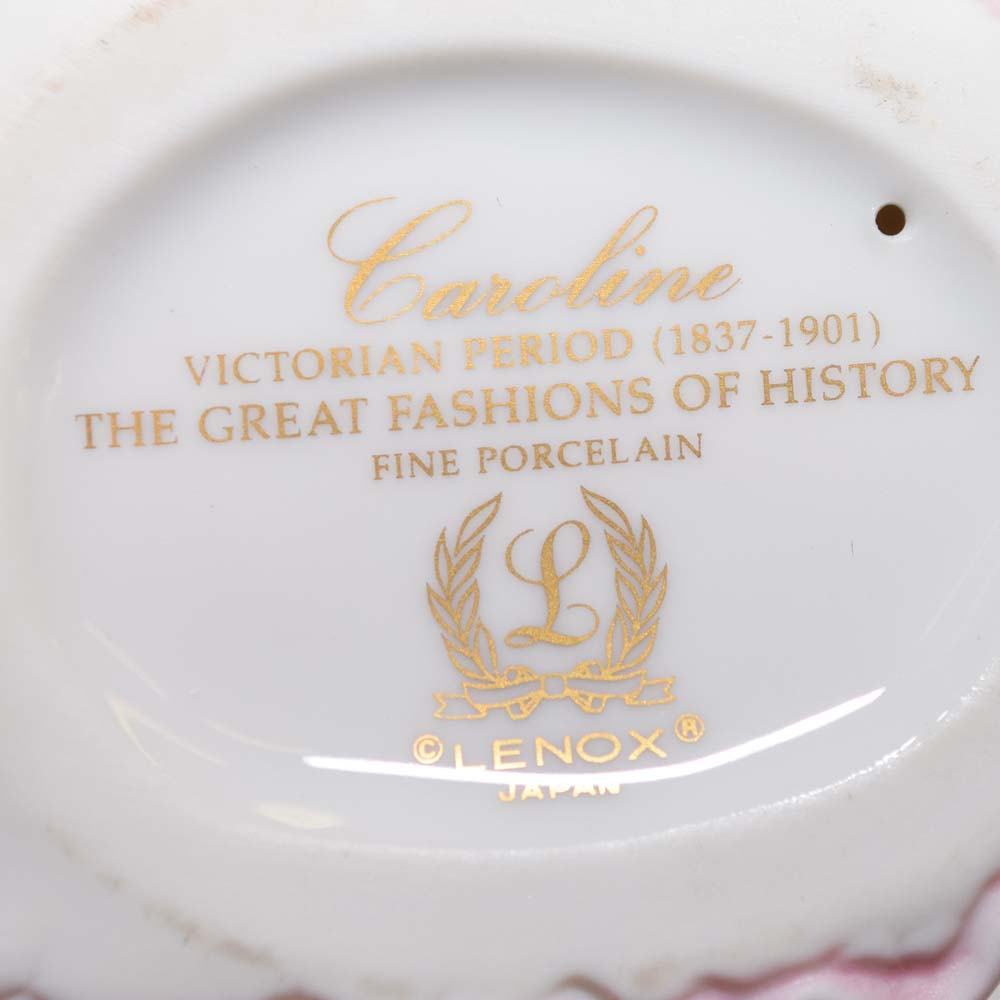 Caroline
VICTORIAN PERIOD (1837-1901)
THE GREAT FASHIONS OF HISTORY
FINE PORCELAIN
L
© LENOX ®
JAPAN